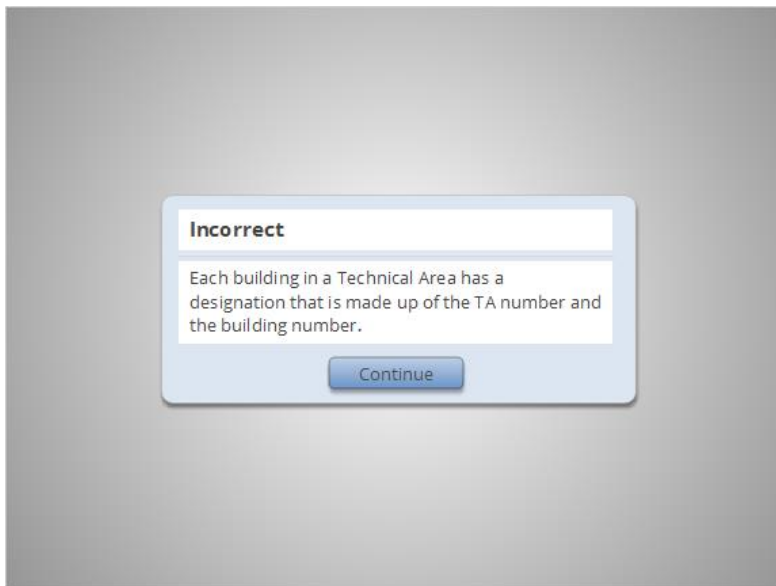 Incorrect
Each building in a Technical Area has a
designation that is made up of the TA number and
the building number.
Continue